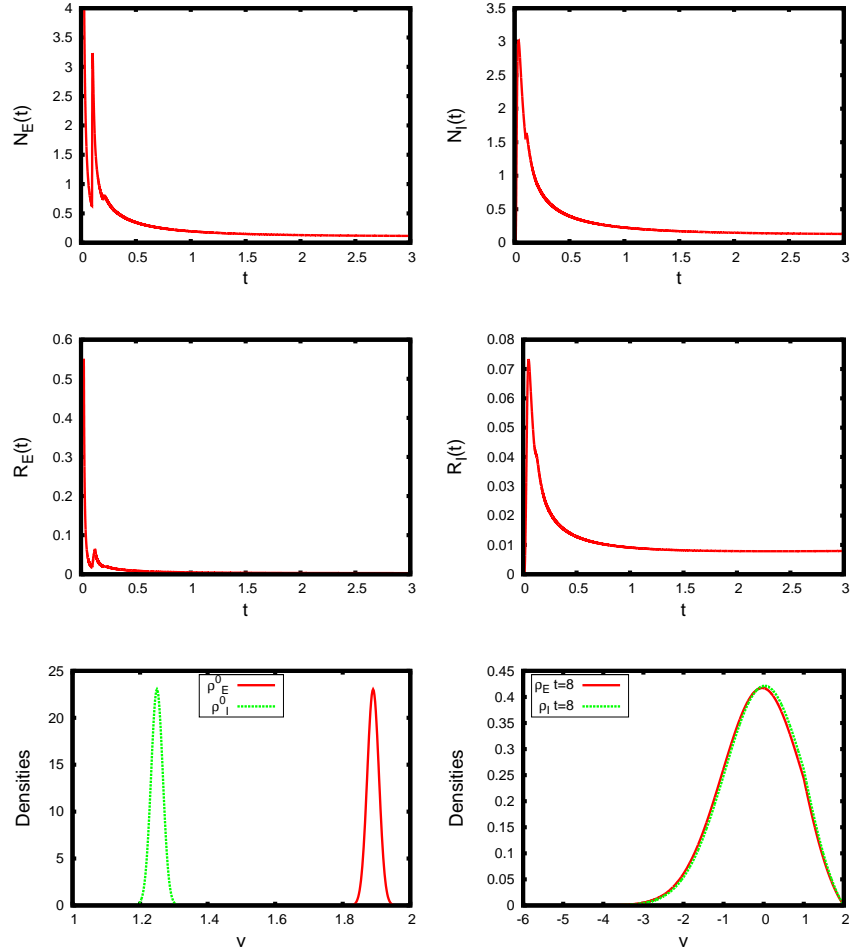 N_E(t)
4
3.5
3
2.5
2
1.5
1
0.5
0
0 0.5 1 1.5 2 2.5 3
t
N_I(t)
3.5
3
2.5
2
1.5
1
0.5
0
0 0.5 1 1.5 2 2.5 3
t
R_E(t)
0.6
0.5
0.4
0.3
0.2
0.1
0
0 0.5 1 1.5 2 2.5 3
t
R_I(t)
0.08
0.07
0.06
0.05
0.04
0.03
0.02
0.01
0
0 0.5 1 1.5 2 2.5 3
t
Densities
25
20
15
10
5
0
ρ^0_E
ρ^0_I
1 1.2 1.4 1.6 1.8 2
v
Densities
0.45
0.4
0.35
0.3
0.25
0.2
0.15
0.1
0.05
0
ρ_E t=8
ρ_I t=8
-6 -5 -4 -3 -2 -1 0 1 2
v